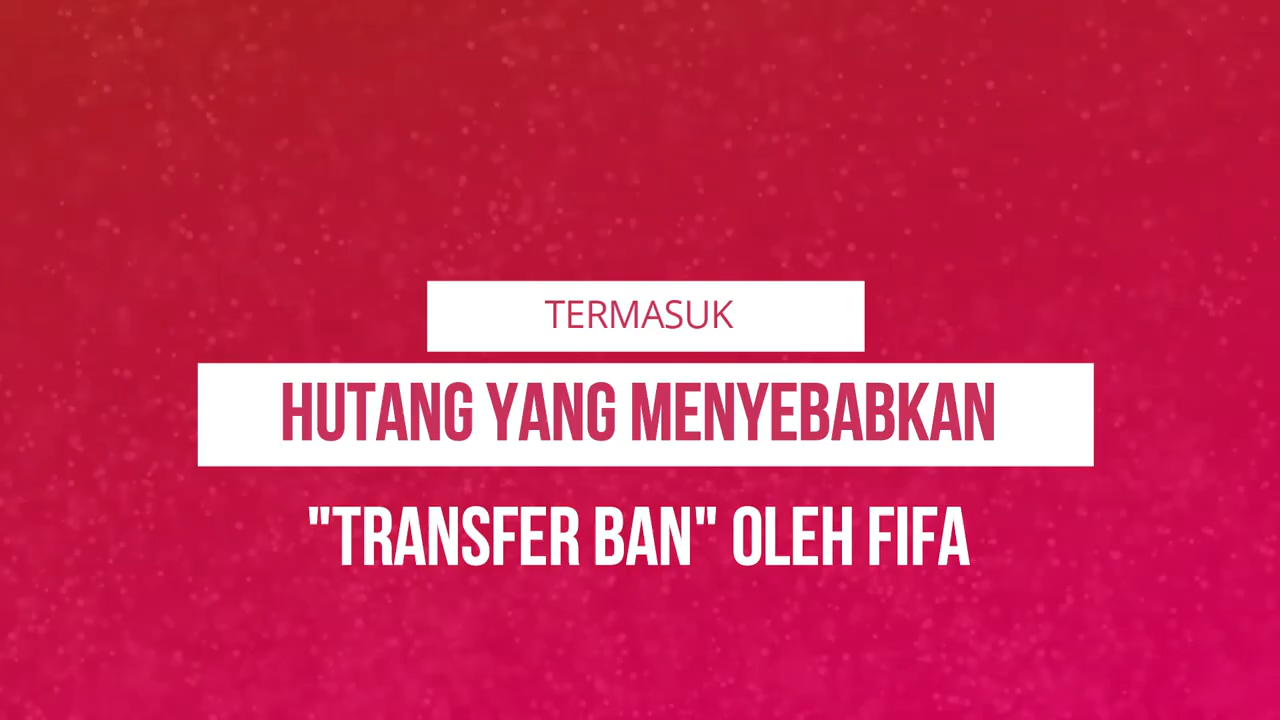 TERMASUK
HUTANG YANG MENYEBABKAN
"TRANSFER BAN" OLEH FIFA